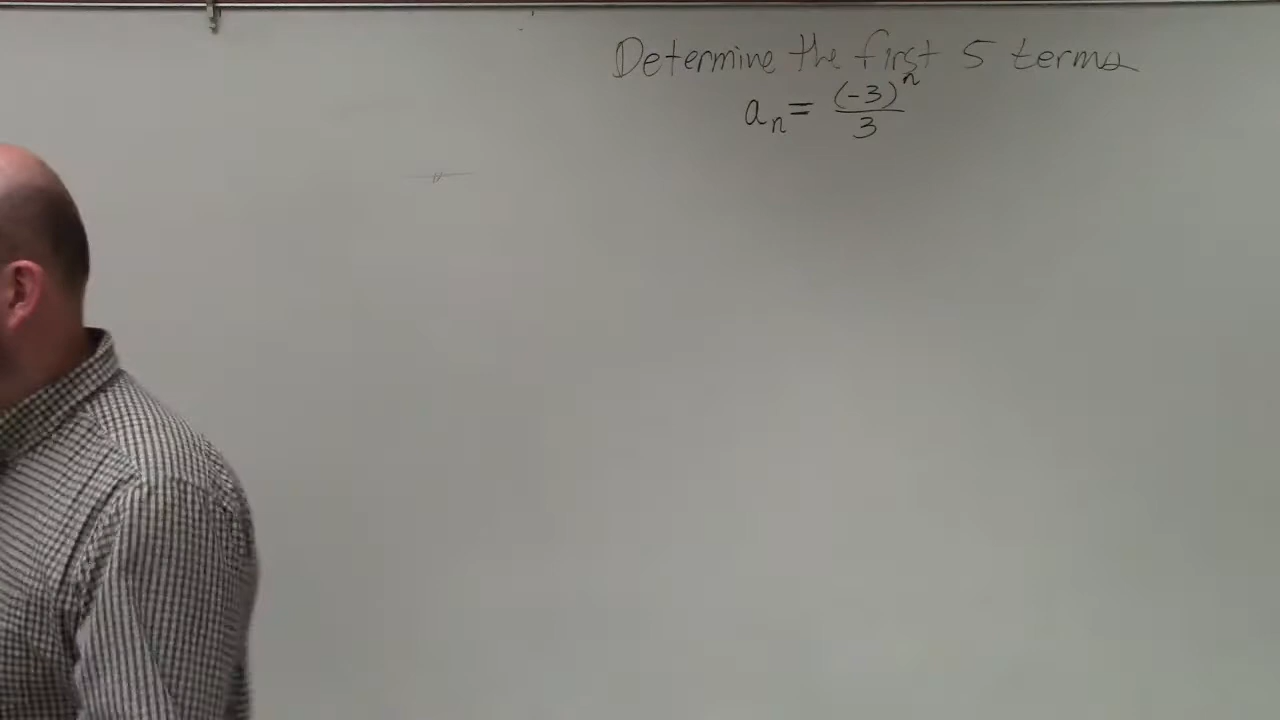 Determine the first 5 terms
aₙ = (-3)ⁿ/3